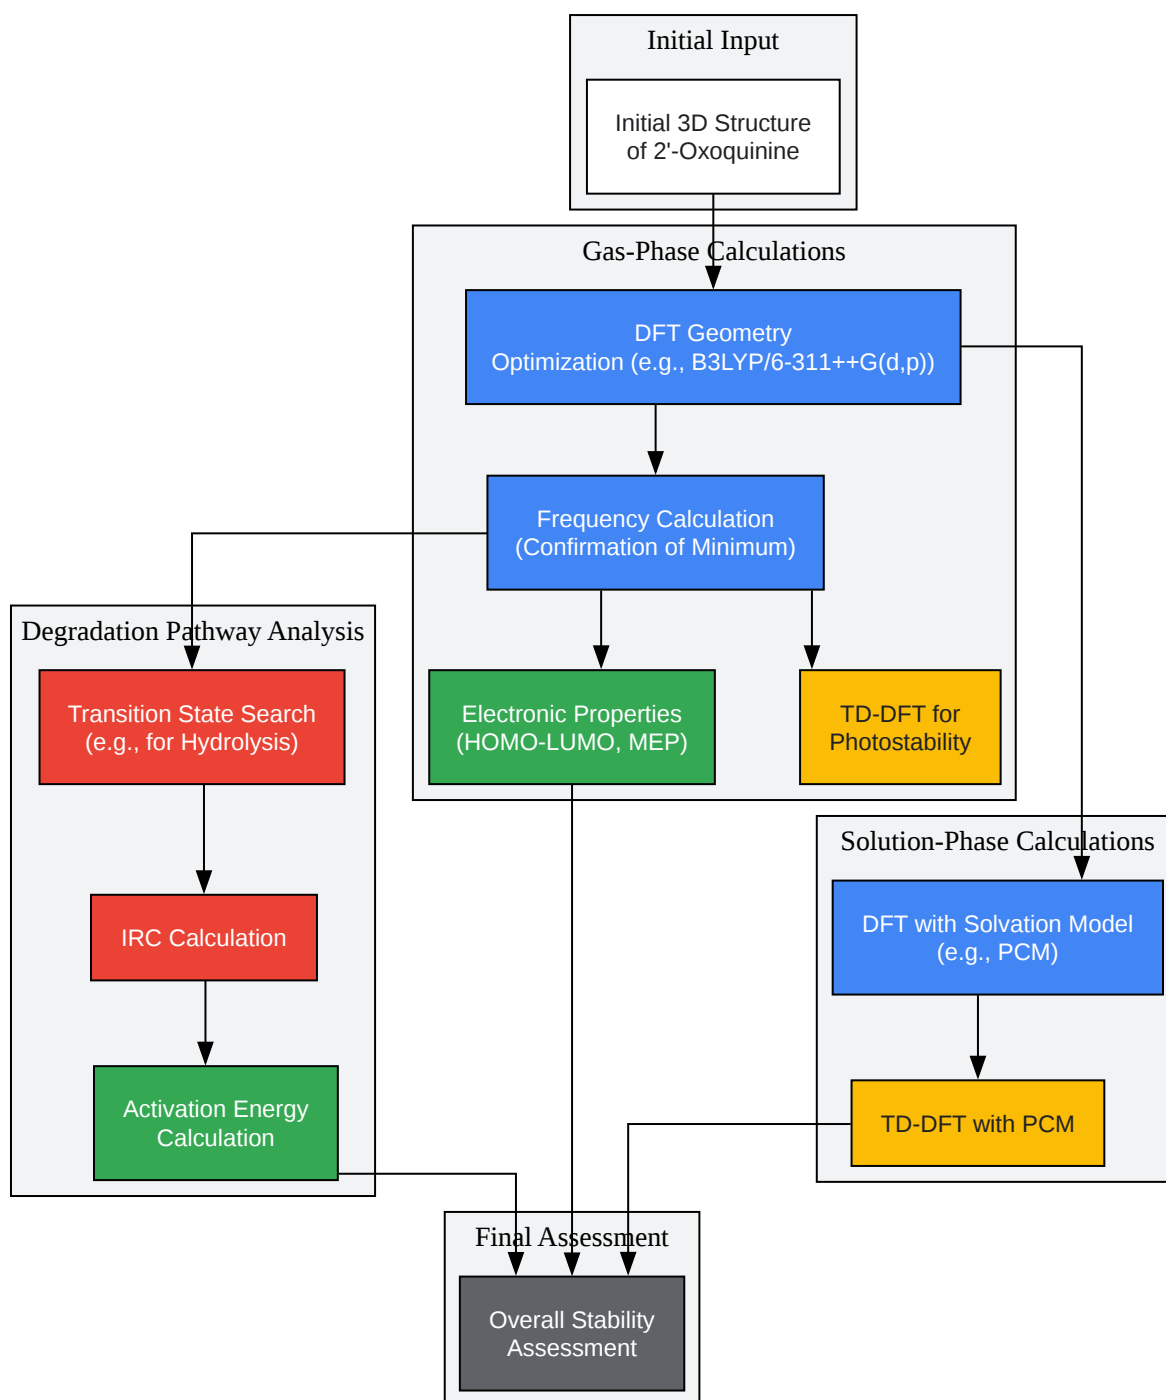 Initial Input
Initial 3D Structure
of 2'-Oxoquinine
Gas-Phase Calculations
DFT Geometry
Optimization (e.g., B3LYP/6-311++G(d,p))
Frequency Calculation
(Confirmation of Minimum)
Degradation Pathway Analysis
Transition State Search
(e.g., for Hydrolysis)
Electronic Properties
(HOMO-LUMO, MEP)
TD-DFT for
Photostability
Solution-Phase Calculations
IRC Calculation
DFT with Solvation Model
(e.g., PCM)
Activation Energy
Calculation
TD-DFT with PCM
Final Assessment
Overall Stability
Assessment